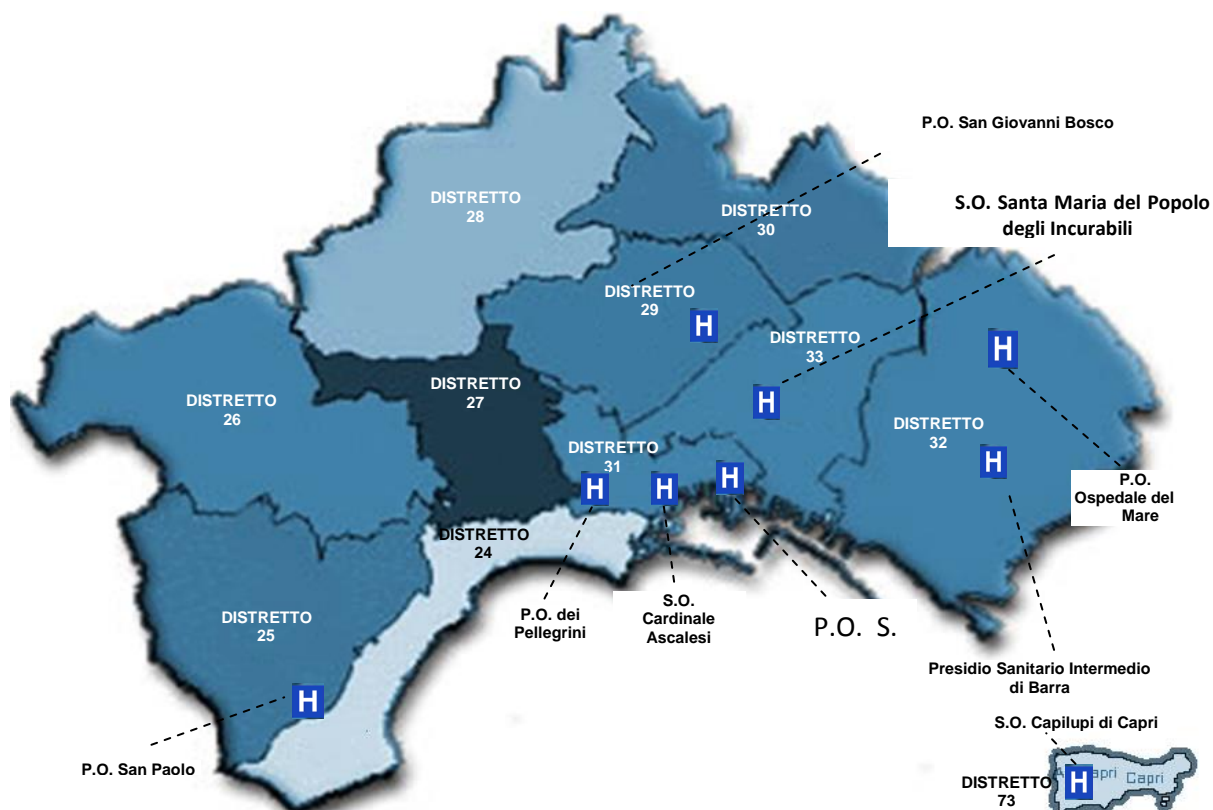 P.O. San Giovanni Bosco
S.O. Santa Maria del Popolo
degli Incurabili
DISTRETTO
28
DISTRETTO
30
DISTRETTO
29
H
DISTRETTO
33
H
H
DISTRETTO
26
DISTRETTO
27
DISTRETTO
32
H
DISTRETTO
31
H
H
H
P.O.
Ospedale del
Mare
DISTRETTO
24
DISTRETTO
25
P.O. dei
Pellegrini
S.O.
Cardinale
Ascalesi
P.O. S.
Presidio Sanitario Intermedio
di Barra
H
S.O. Capilupi di Capri
P.O. San Paolo
DISTRETTO
73
H
apri Capri